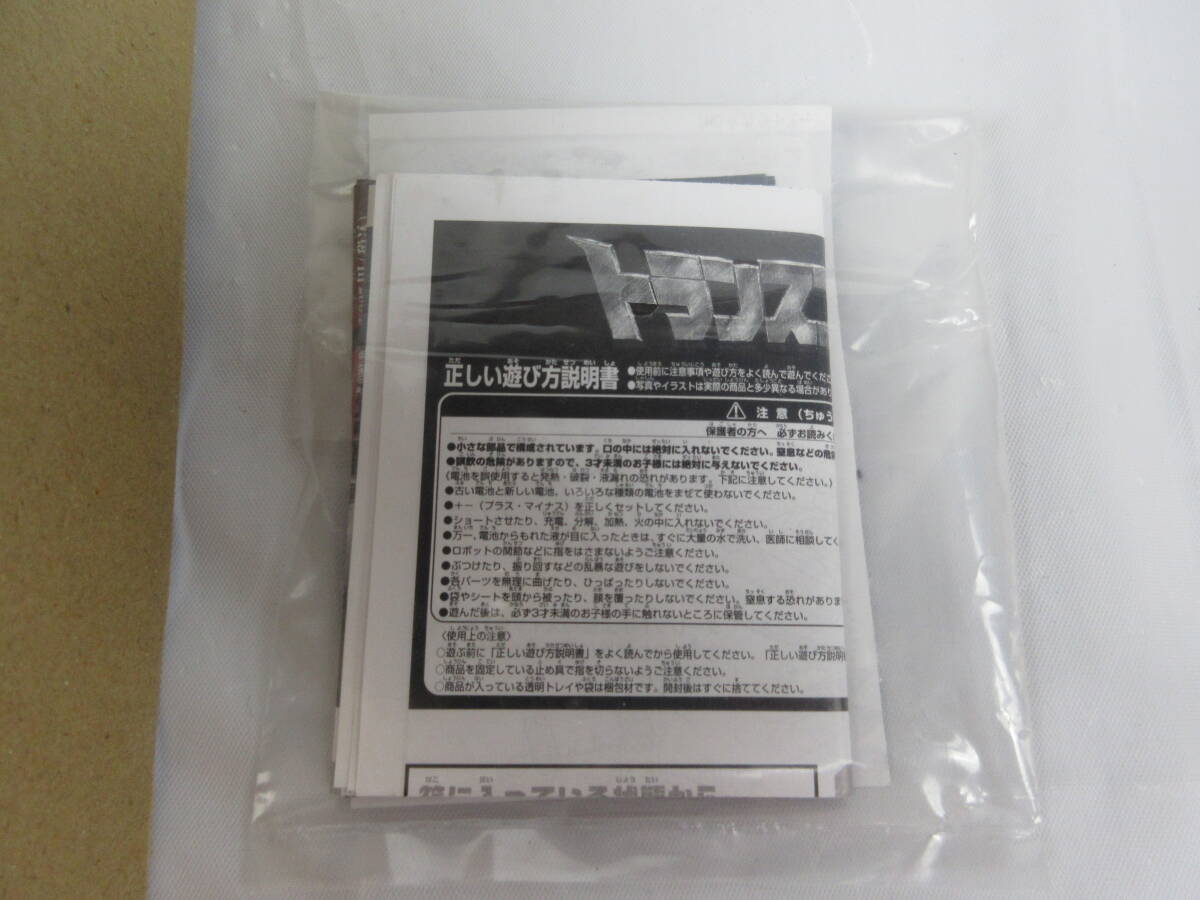 トランス
正しい遊び方説明書
●使用前に注意事項や遊び方をよく読んで遊んでくださ
●写真やイラストは実際の商品と多少異なる場合があり
⚠ 注意（ちゅう
保護者の方へ 必ずお読みく
●小さな部品で構成されています。口の中には絶対に入れないでください。窒息などの危険
●誤飲の危険がありますので、3才未満のお子様には絶対に与えないでください。
〈電池を誤使用すると発熱・破裂・液漏れの恐れがあります。下記に注意してください。〉
●古い電池と新しい電池、いろいろな種類の電池をまぜて使わないでください。
●＋－（プラス・マイナス）を正しくセットしてください。
●ショートさせたり、充電、分解、加熱、火の中に入れないでください。
●万一、電池からもれた液が目に入ったときは、すぐに大量の水で洗い、医師に相談してく
●ロボットの関節などに指をはさまないようご注意ください。
●ぶつけたり、振り回すなどの乱暴な遊びをしないでください。
●各パーツを無理に曲げたり、ひっぱったりしないでください。
●袋やシートを頭から被ったり、顔を覆ったりしないでください。窒息する恐れがありま
●遊んだ後は、必ず3才未満のお子様の手に触れないところに保管してください。
〈使用上の注意〉
○遊ぶ前に「正しい遊び方説明書」をよく読んでから使用してください。「正しい遊び方説明
○商品を固定している止め具で指を切らないようご注意ください。
○商品が入っている透明トレイや袋は梱包材です。開封後はすぐに捨ててください。
箱に入っている状態から